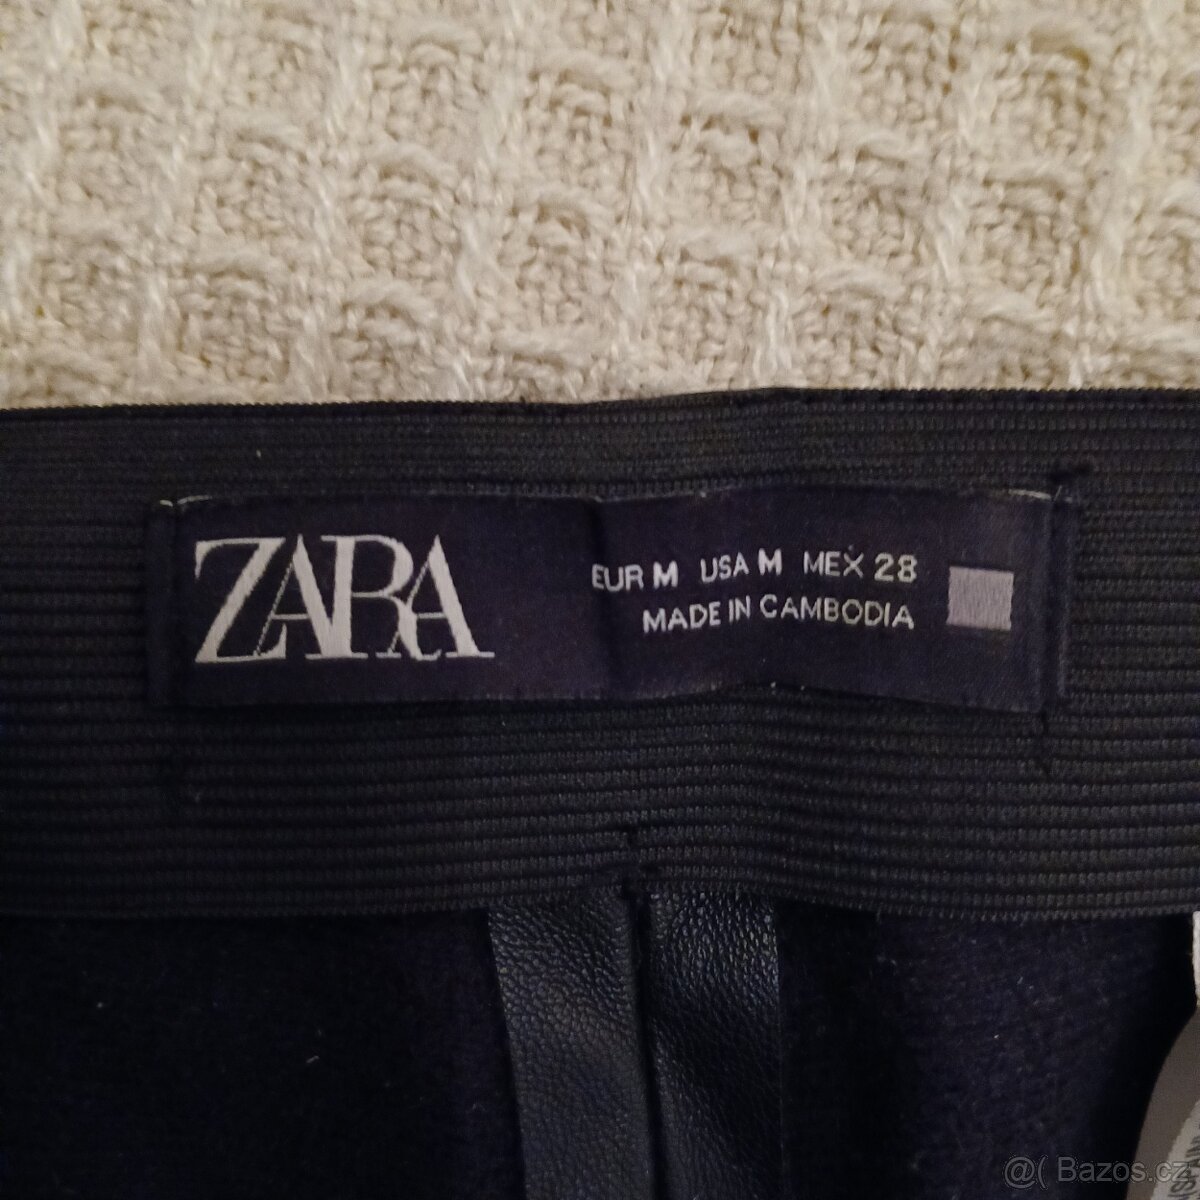 ZARA
EUR M USA M MEX 28
MADE IN CAMBODIA
@( Bazos.cz